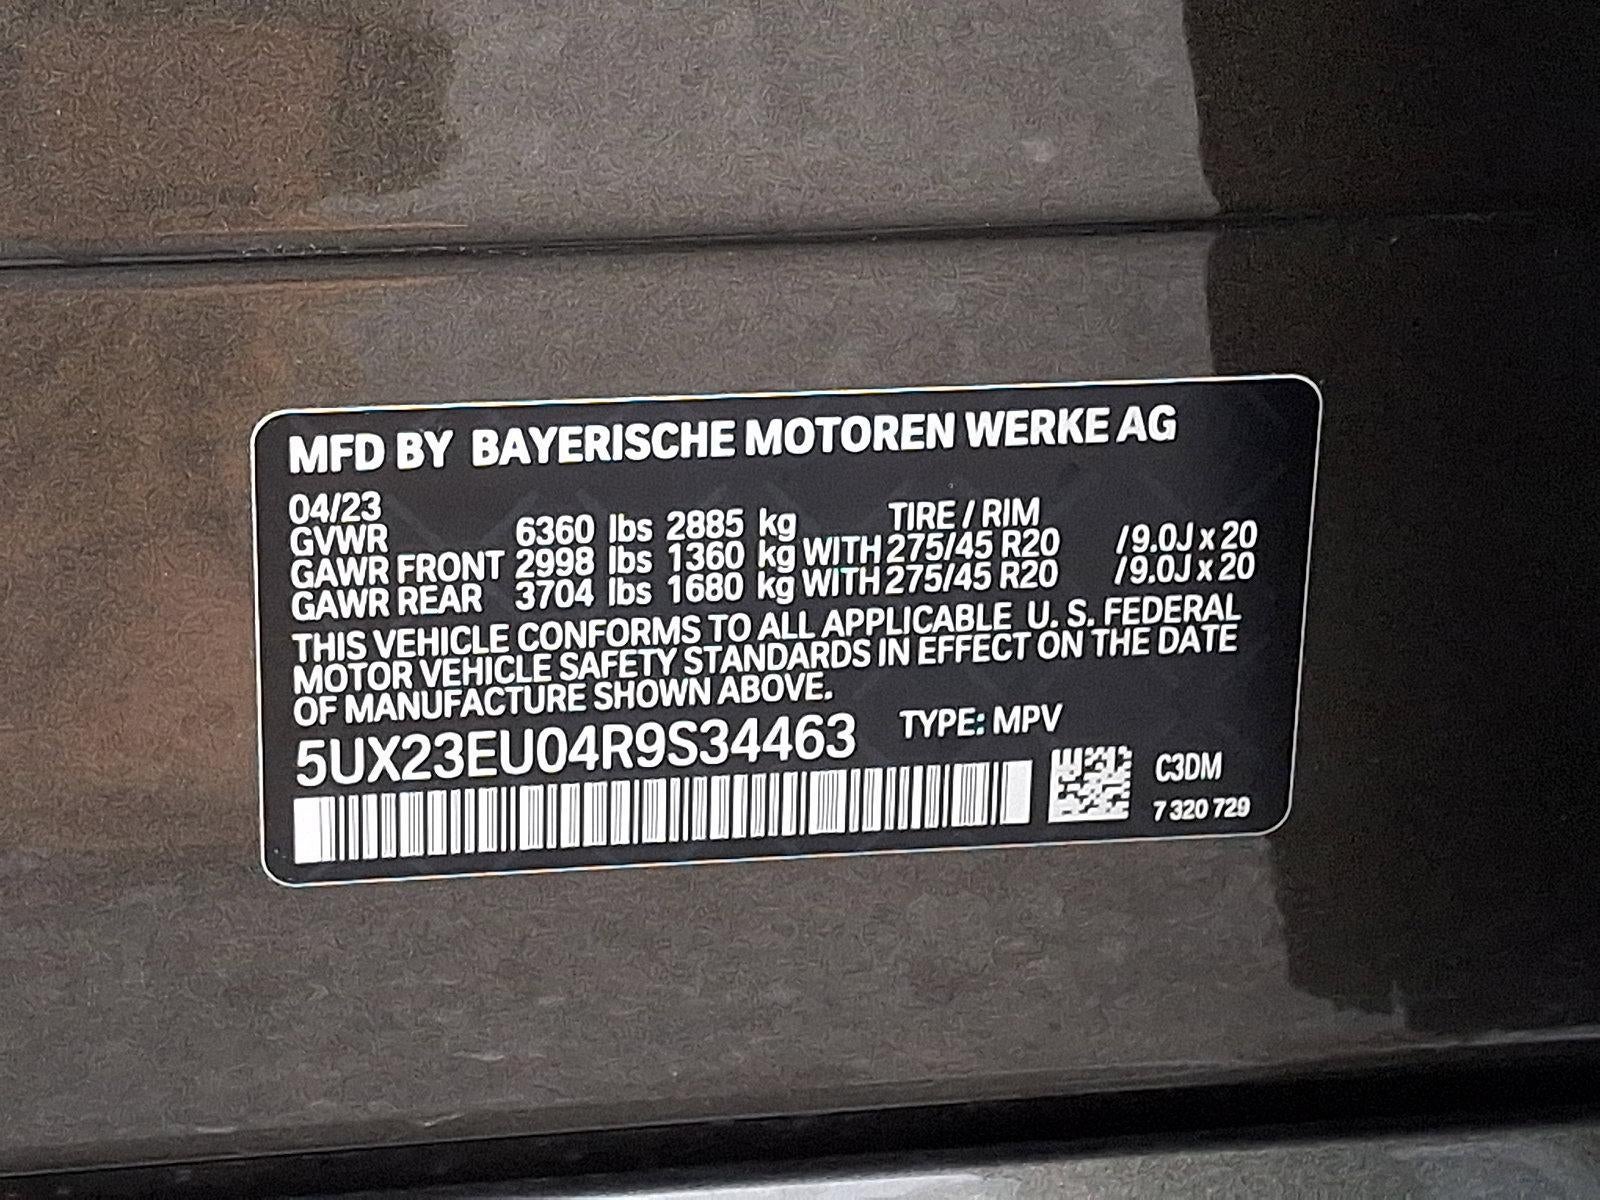 MFD BY BAYERISCHE MOTOREN WERKE AG
04/23 TIRE / RIM
GVWR 6360 lbs 2885 kg
GAWR FRONT 2998 lbs 1360 kg WITH 275/45 R20 /9.0J x 20
GAWR REAR 3704 lbs 1680 kg WITH 275/45 R20 /9.0J x 20
THIS VEHICLE CONFORMS TO ALL APPLICABLE U. S. FEDERAL
MOTOR VEHICLE SAFETY STANDARDS IN EFFECT ON THE DATE
OF MANUFACTURE SHOWN ABOVE.
5UX23EU04R9S34463 TYPE: MPV
C3DM
7 320 729